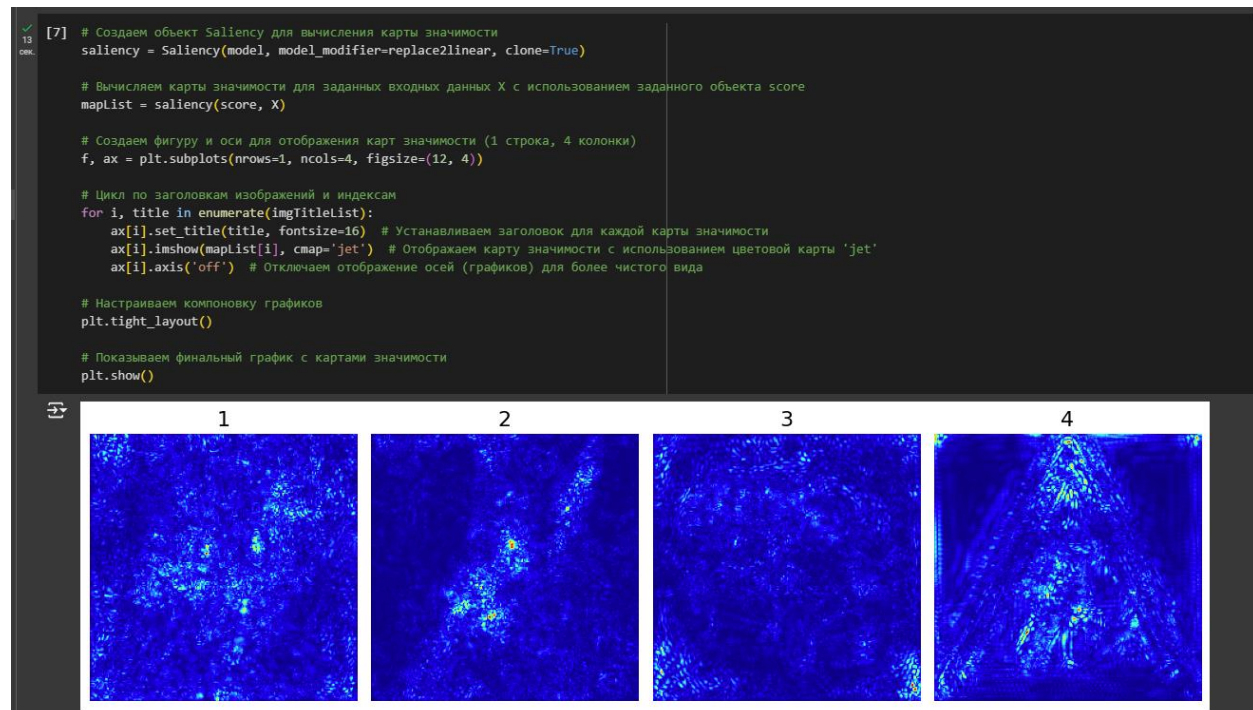 [7] # Создаем объект Saliency для вычисления карты значимости
13
сек.
saliency = Saliency(model, model_modifier=replace2linear, clone=True)
# Вычисляем карты значимости для заданных входных данных X с использованием заданного объекта score
mapList = saliency(score, X)
# Создаем фигуру и оси для отображения карт значимости (1 строка, 4 колонки)
f, ax = plt.subplots(nrows=1, ncols=4, figsize=(12, 4))
# Цикл по заголовкам изображений и индексам
for i, title in enumerate(imgTitleList):
    ax[i].set_title(title, fontsize=16)  # Устанавливаем заголовок для каждой карты значимости
    ax[i].imshow(mapList[i], cmap='jet')  # Отображаем карту значимости с использованием цветовой карты 'jet'
    ax[i].axis('off')  # Отключаем отображение осей (графиков) для более чистого вида
# Настраиваем компоновку графиков
plt.tight_layout()
# Показываем финальный график с картами значимости
plt.show()
1 2 3 4